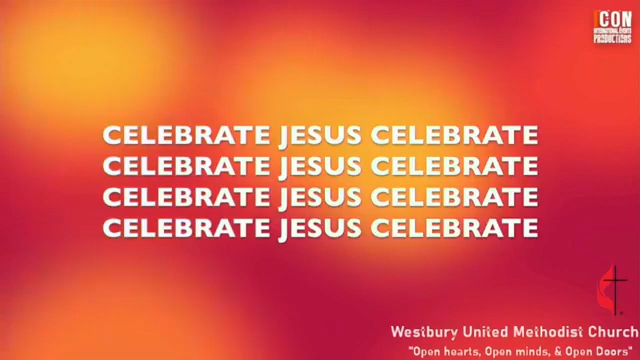 ICON
INTERNATIONAL EVENTS
PRODUCTIONS
CELEBRATE JESUS CELEBRATE
CELEBRATE JESUS CELEBRATE
CELEBRATE JESUS CELEBRATE
CELEBRATE JESUS CELEBRATE
Westbury United Methodist Church
"Open hearts, Open minds, & Open Doors"